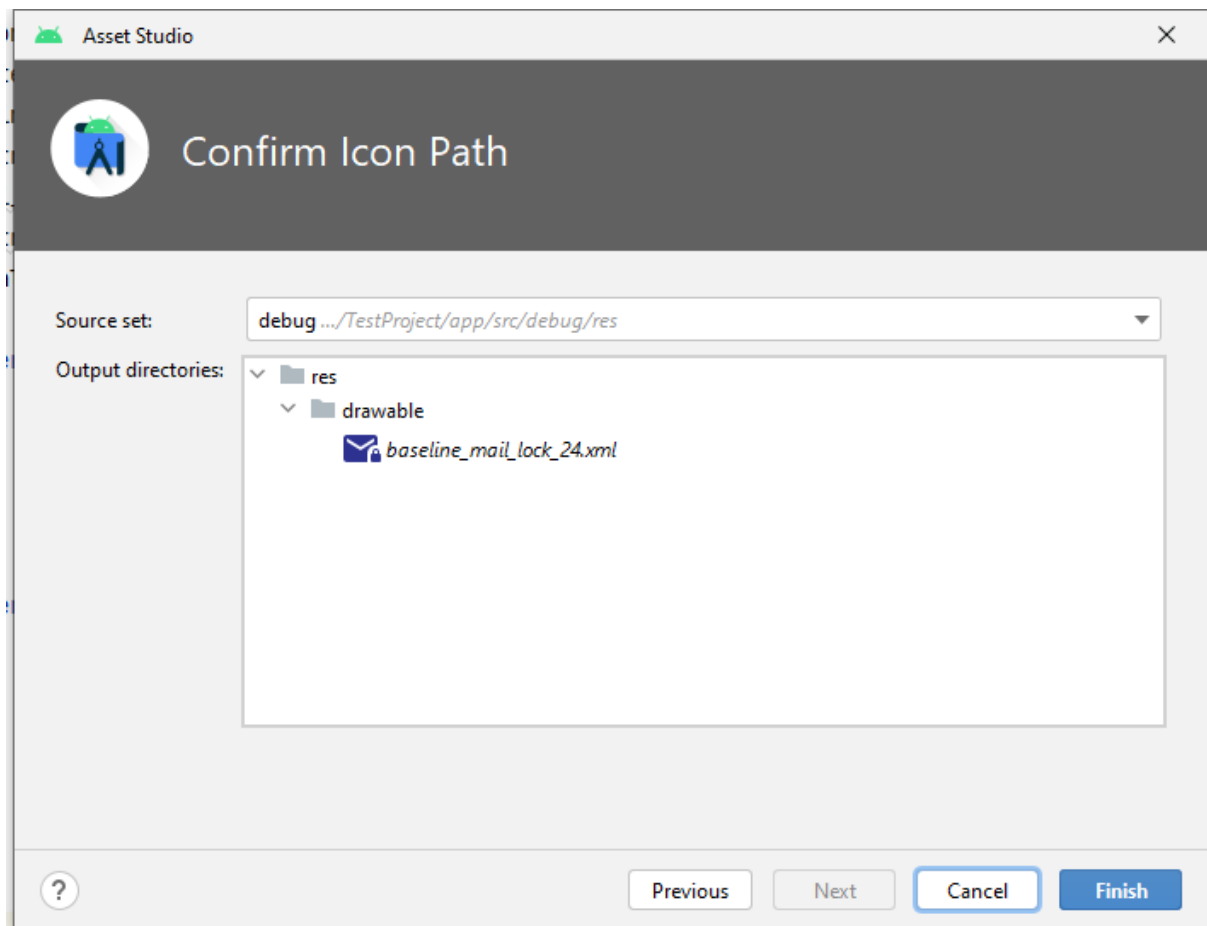 Asset Studio
Confirm Icon Path
Source set: debug .../TestProject/app/src/debug/res
Output directories:
res
drawable
baseline_mail_lock_24.xml
? Previous Next Cancel Finish